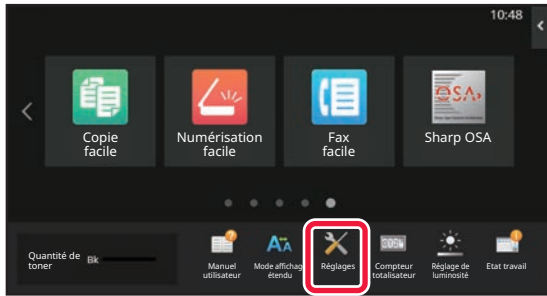 10:48
Copie
facile
Numérisation
facile
Fax
facile
OSA
Sharp OSA
Quantité de
toner
Bk
Manuel
utilisateur
Mode affichage
étendu
Réglages
Compteur
totalisateur
Réglage de
luminosité
Etat travail